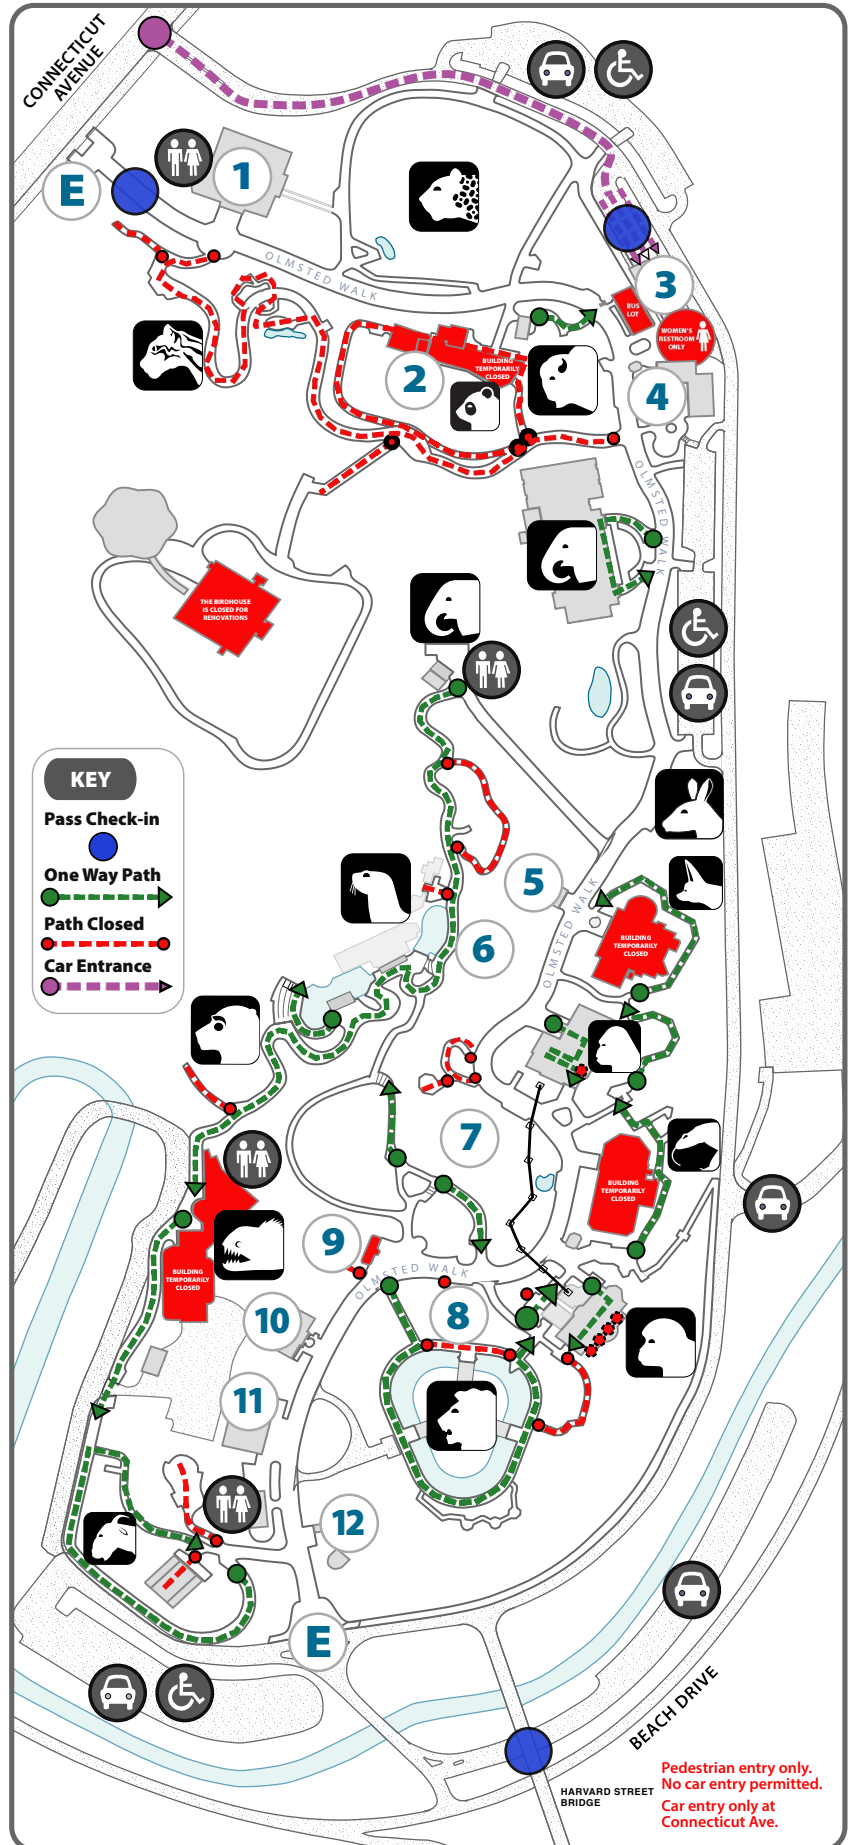 CONNECTICUT
AVENUE
E
1
OLMSTED WALK
3
BUS
LOT
WOMEN'S
RESTROOM
ONLY
2
BUILDING
TEMPORARILY
CLOSED
4
OLMSTED WALK
THE BIRDHOUSE
IS CLOSED FOR
RENOVATIONS
KEY
Pass Check-in
One Way Path
Path Closed
Car Entrance
5
OLMSTED WALK
6
BUILDING
TEMPORARILY
CLOSED
7
BUILDING
TEMPORARILY
CLOSED
9
BUILDING
TEMPORARILY
CLOSED
OLMSTED WALK
8
10
11
12
E
BEACH DRIVE
HARVARD STREET
BRIDGE
Pedestrian entry only.
No car entry permitted.
Car entry only at
Connecticut Ave.